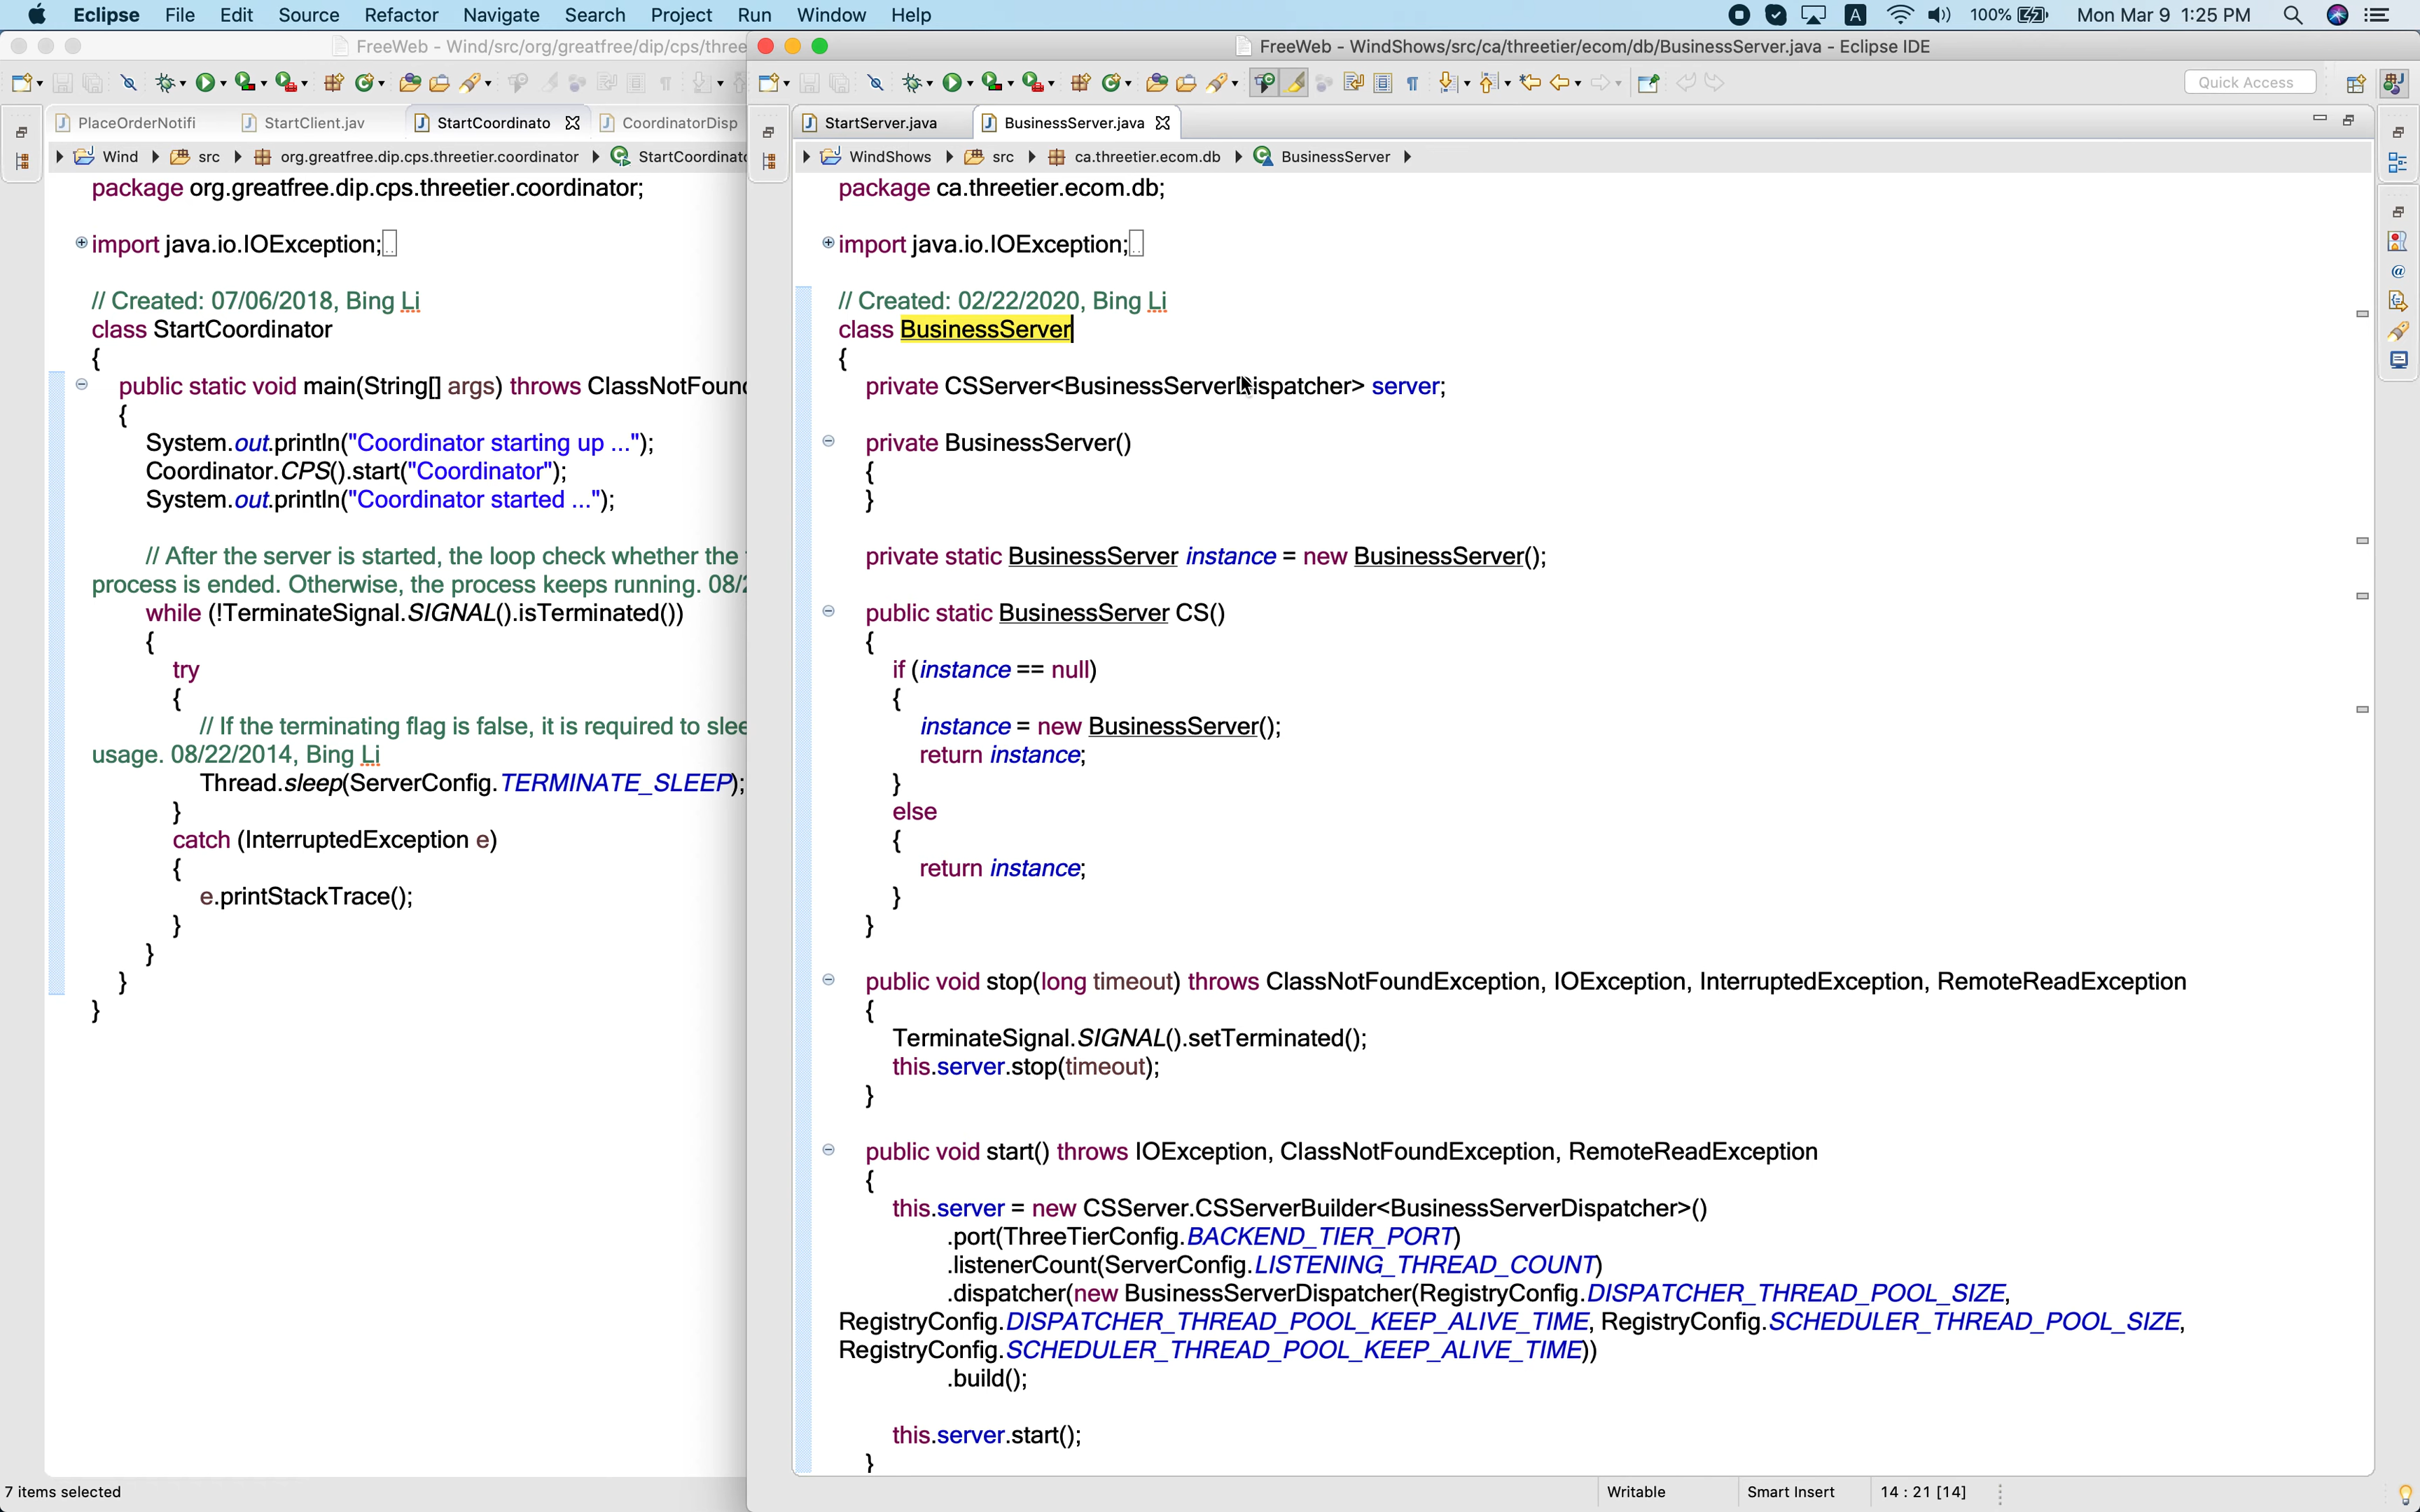 Eclipse File Edit Source Refactor Navigate Search Project Run Window Help 100% Mon Mar 9 1:25 PM
FreeWeb - Wind/src/org/greatfree/dip/cps/three
FreeWeb - WindShows/src/ca/threetier/ecom/db/BusinessServer.java - Eclipse IDE
Quick Access
PlaceOrderNotifi StartClient.jav StartCoordinato CoordinatorDisp
Wind src org.greatfree.dip.cps.threetier.coordinator StartCoordinato
package org.greatfree.dip.cps.threetier.coordinator;
import java.io.IOException;
// Created: 07/06/2018, Bing Li
class StartCoordinator
{
public static void main(String[] args) throws ClassNotFound
{
System.out.println("Coordinator starting up ...");
Coordinator.CPS().start("Coordinator");
System.out.println("Coordinator started ...");
// After the server is started, the loop check whether the
process is ended. Otherwise, the process keeps running. 08/2
while (!TerminateSignal.SIGNAL().isTerminated())
{
try
{
// If the terminating flag is false, it is required to slee
usage. 08/22/2014, Bing Li
Thread.sleep(ServerConfig.TERMINATE_SLEEP);
}
catch (InterruptedException e)
{
e.printStackTrace();
}
}
}
}
7 items selected
StartServer.java BusinessServer.java
WindShows src ca.threetier.ecom.db BusinessServer
package ca.threetier.ecom.db;
import java.io.IOException;
// Created: 02/22/2020, Bing Li
class BusinessServer
{
private CSServer<BusinessServerDispatcher> server;
private BusinessServer()
{
}
private static BusinessServer instance = new BusinessServer();
public static BusinessServer CS()
{
if (instance == null)
{
instance = new BusinessServer();
return instance;
}
else
{
return instance;
}
}
public void stop(long timeout) throws ClassNotFoundException, IOException, InterruptedException, RemoteReadException
{
TerminateSignal.SIGNAL().setTerminated();
this.server.stop(timeout);
}
public void start() throws IOException, ClassNotFoundException, RemoteReadException
{
this.server = new CSServer.CSServerBuilder<BusinessServerDispatcher>()
.port(ThreeTierConfig.BACKEND_TIER_PORT)
.listenerCount(ServerConfig.LISTENING_THREAD_COUNT)
.dispatcher(new BusinessServerDispatcher(RegistryConfig.DISPATCHER_THREAD_POOL_SIZE,
RegistryConfig.DISPATCHER_THREAD_POOL_KEEP_ALIVE_TIME, RegistryConfig.SCHEDULER_THREAD_POOL_SIZE,
RegistryConfig.SCHEDULER_THREAD_POOL_KEEP_ALIVE_TIME))
.build();
this.server.start();
}
Writable Smart Insert 14 : 21 [14]